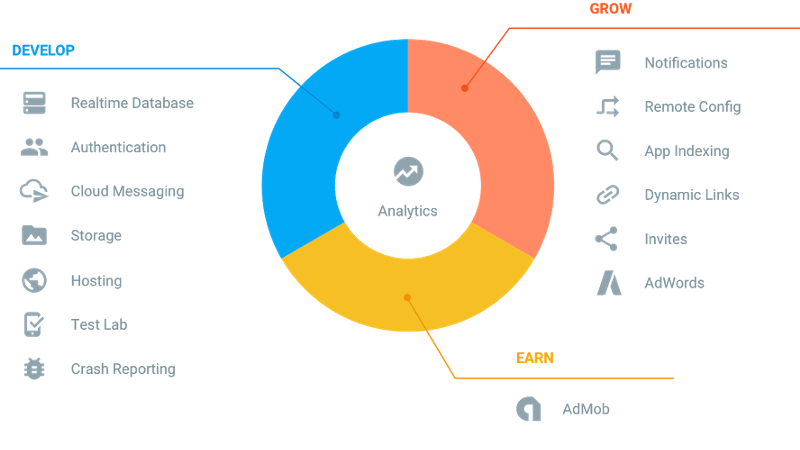 DEVELOP
Realtime Database
Authentication
Cloud Messaging
Storage
Hosting
Test Lab
Crash Reporting
Analytics
GROW
Notifications
Remote Config
App Indexing
Dynamic Links
Invites
AdWords
EARN
AdMob